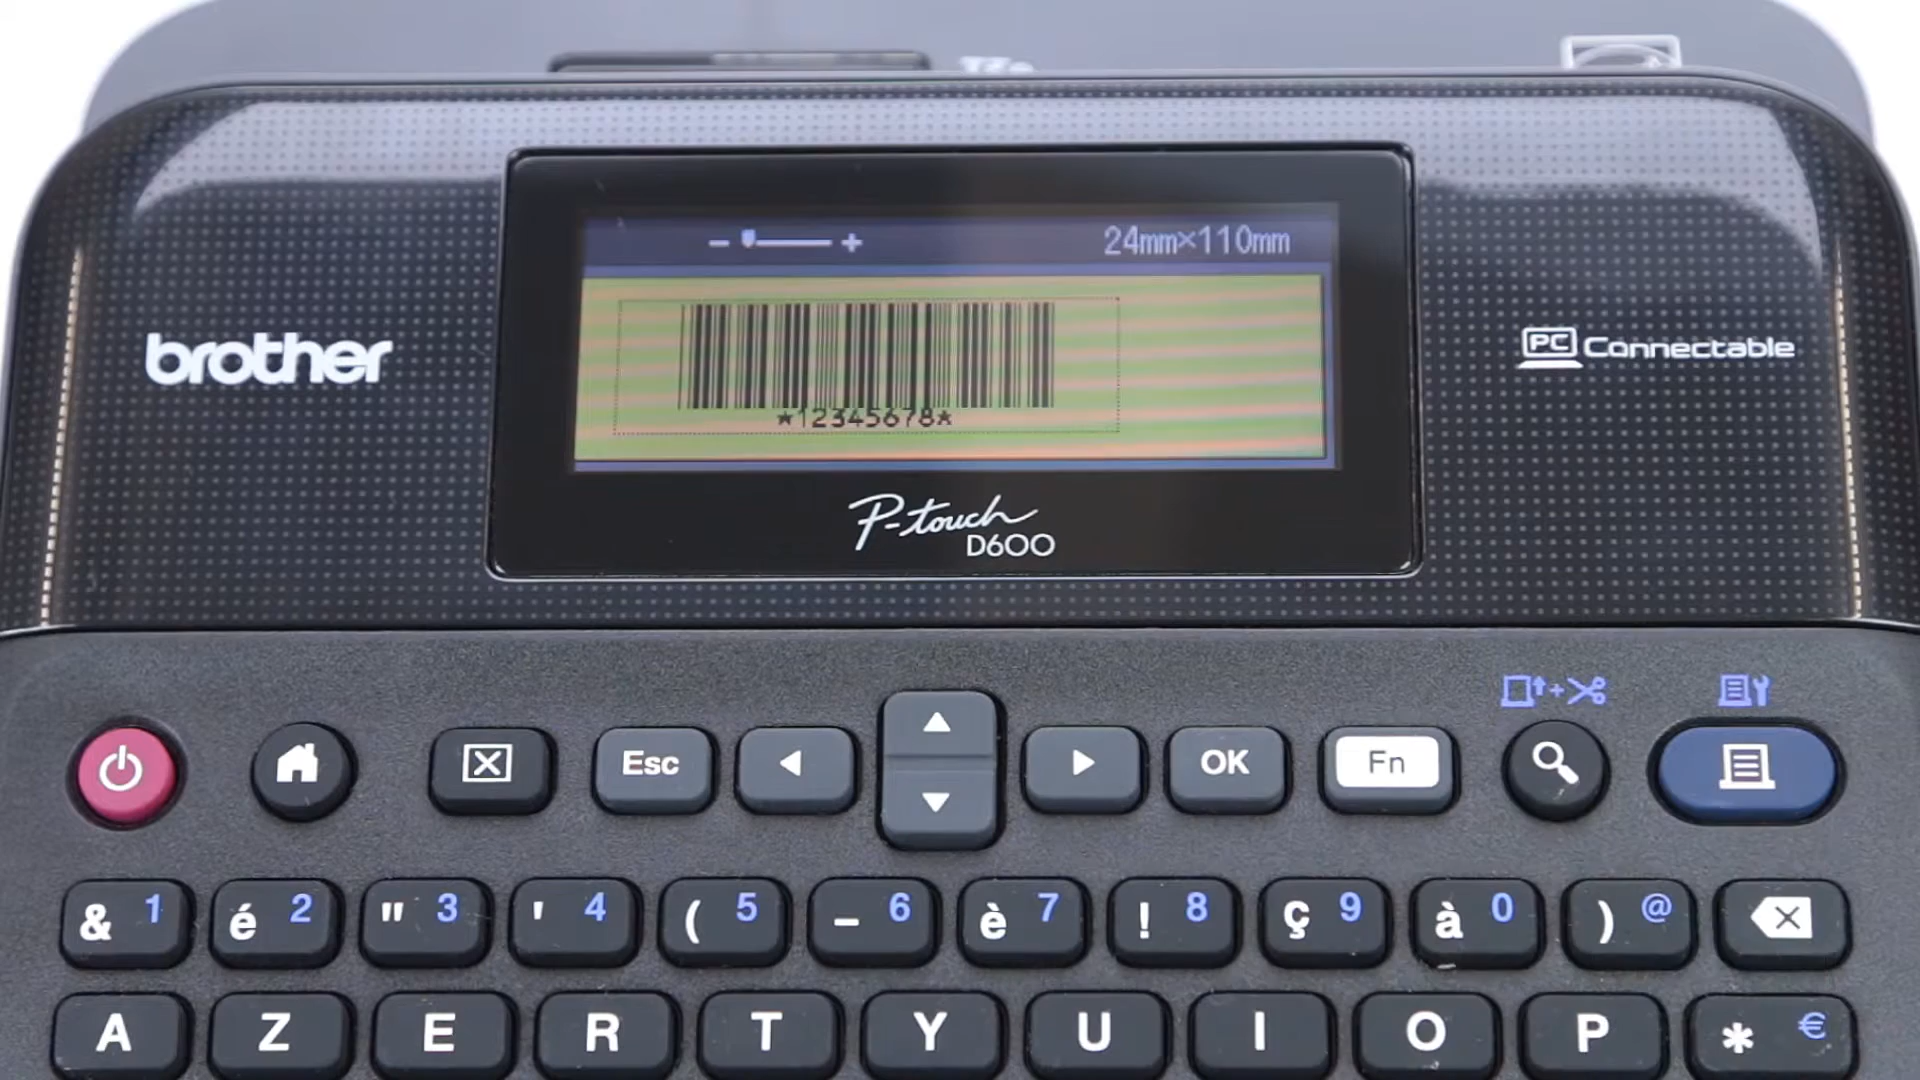 TZe
24mm×110mm
*12345678*
brother
PC Connectable
P-touch
D600
Esc OK Fn
& 1 é 2 " 3 ' 4 ( 5 - 6 è 7 ! 8 ç 9 à 0 ) @
A Z E R T Y U I O P * €